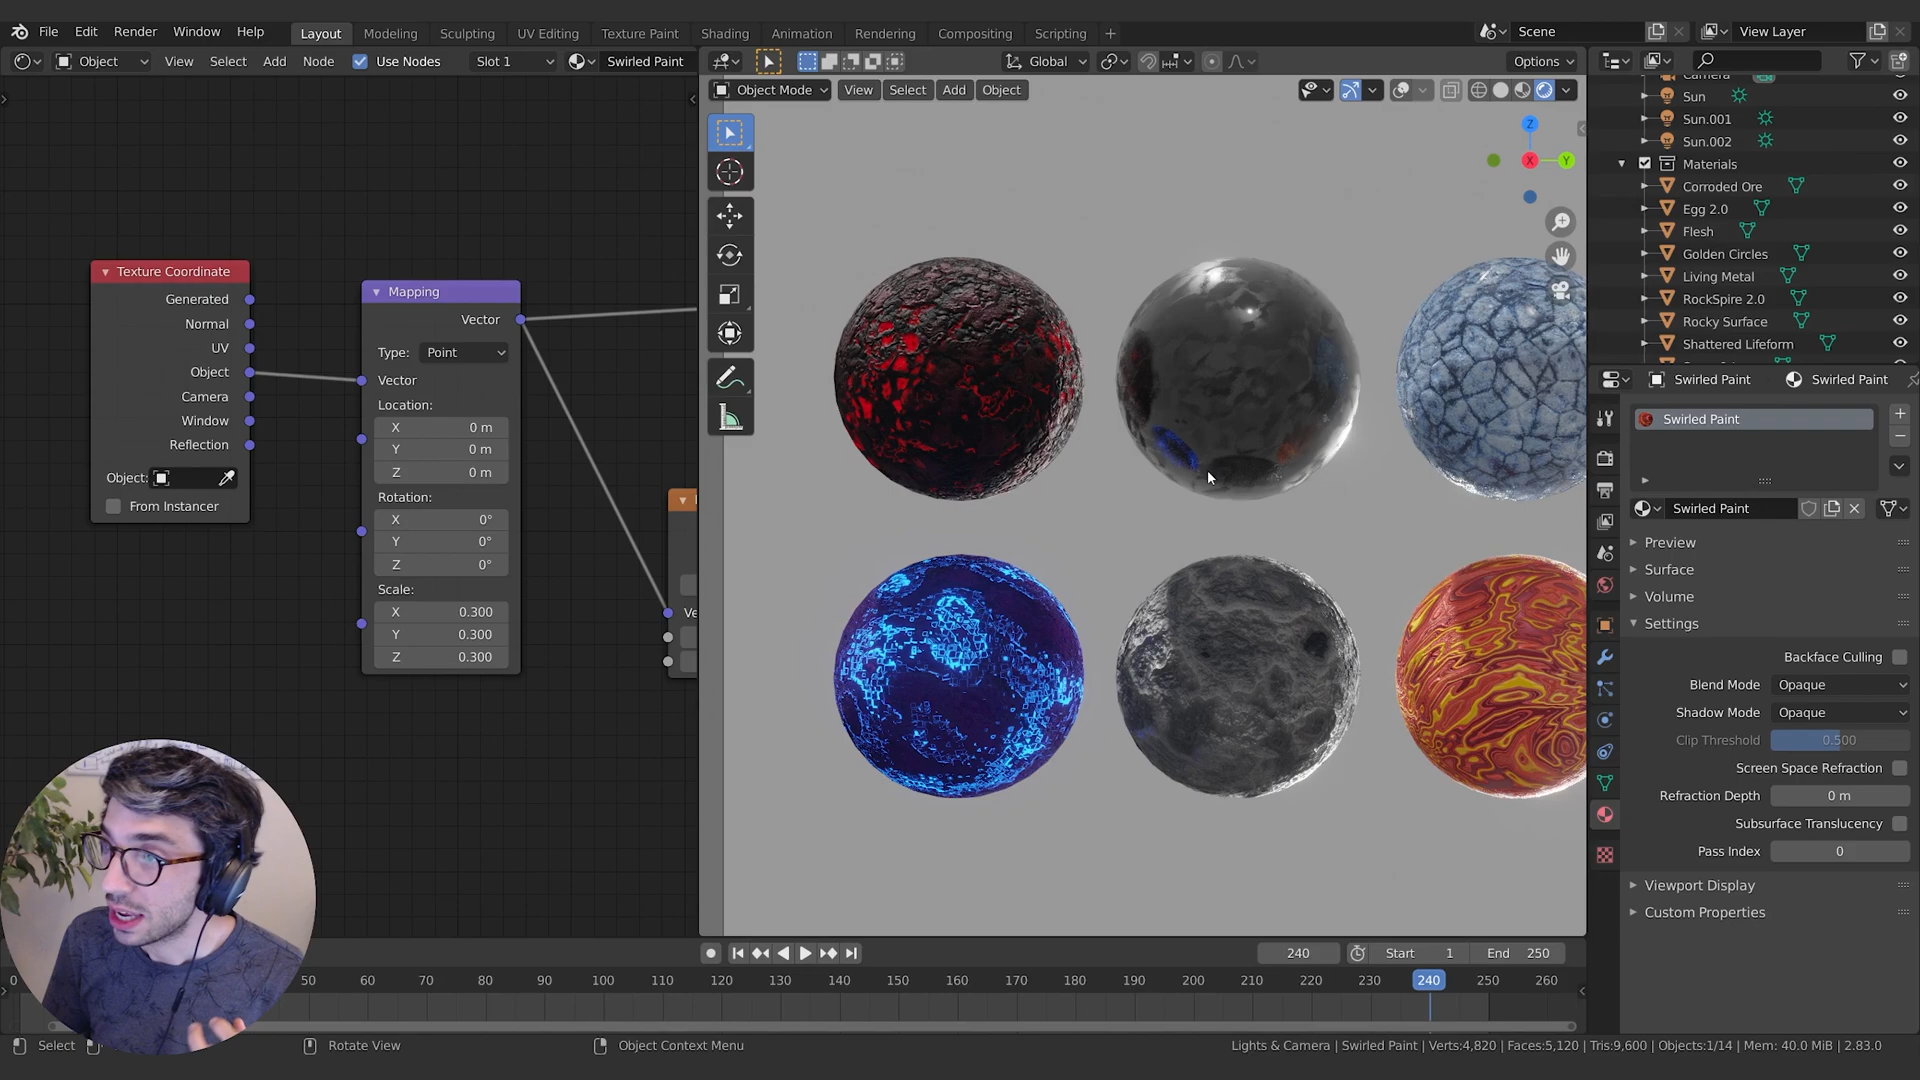 File Edit Render Window Help Layout Modeling Sculpting UV Editing Texture Paint Shading Animation Rendering Compositing Scripting + Scene View Layer
Object View Select Add Node Use Nodes Slot 1 Swirled Paint Global Options
Object Mode View Select Add Object
Texture Coordinate
Generated
Normal
UV
Object
Camera
Window
Reflection
Object:
From Instancer
Mapping
Vector
Type: Point
Vector
Location:
X 0 m
Y 0 m
Z 0 m
Rotation:
X 0°
Y 0°
Z 0°
Scale:
X 0.300
Y 0.300
Z 0.300
Ve
Z
X
Y
Camera
Sun
Sun.001
Sun.002
Materials
Corroded Ore
Egg 2.0
Flesh
Golden Circles
Living Metal
RockSpire 2.0
Rocky Surface
Shattered Lifeform
Swirled Paint Swirled Paint
Swirled Paint
Swirled Paint
Preview
Surface
Volume
Settings
Backface Culling
Blend Mode Opaque
Shadow Mode Opaque
Clip Threshold 0.500
Screen Space Refraction
Refraction Depth 0 m
Subsurface Translucency
Pass Index 0
Viewport Display
Custom Properties
240 Start 1 End 250
0 50 60 70 80 90 100 110 120 130 140 150 160 170 180 190 200 210 220 230 240 250 260
Select Rotate View Object Context Menu Lights & Camera | Swirled Paint | Verts:4,820 | Faces:5,120 | Tris:9,600 | Objects:1/14 | Mem: 40.0 MiB | 2.83.0